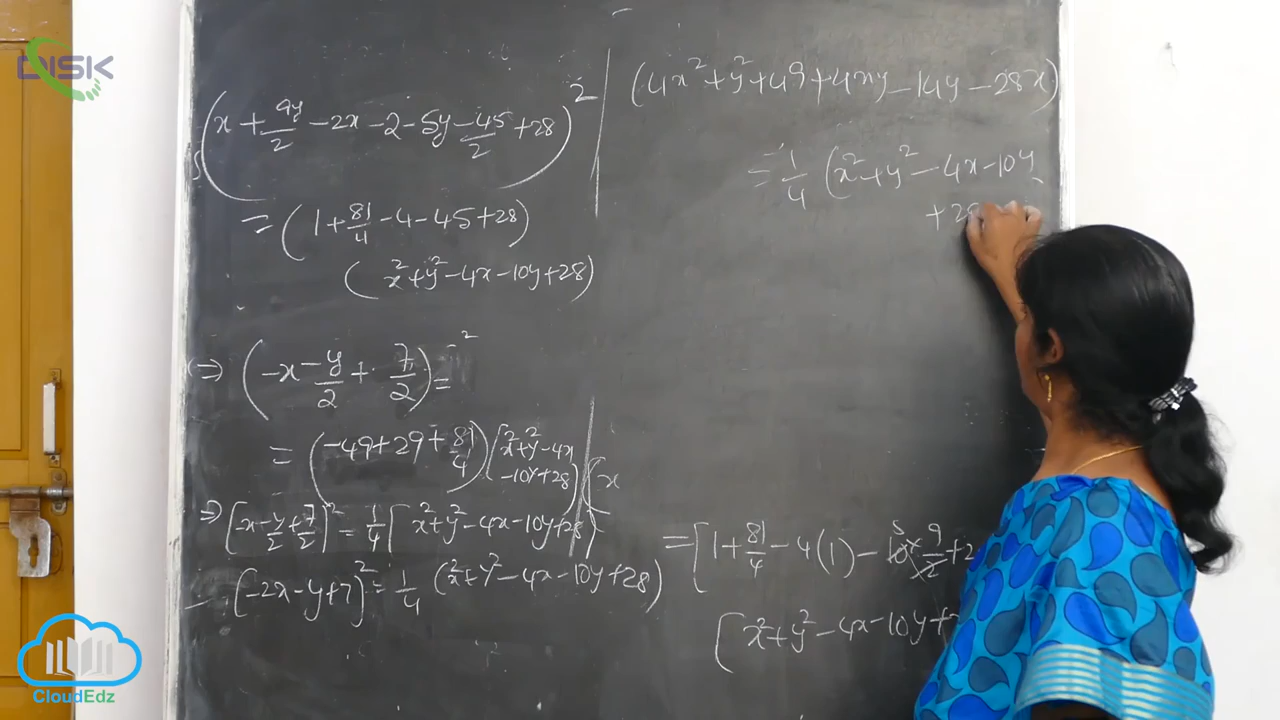 DISK
(x + 9y/2 - 2x - 2 - 5y - 45/2 + 28)²
= (1 + 81/4 - 4 - 45 + 28)
(x² + y² - 4x - 10y + 28)
⇒ (-x - y/2 + 7/2)² =
= (-49 + 29 + 81/4) (x² + y² - 4x
- 10y + 28)
⇒ [-x - y/2 + 7/2]² = 1/4 [x² + y² - 4x - 10y + 28)
- [-2x - y + 7]² = 1/4 (x² + y² - 4x - 10y + 28)
(4x² + y² + 49 + 4xy - 14y - 28x)
= 1/4 (x² + y² - 4x - 10y
+ 28
(x
= [1 + 81/4 - 4(1) - 10 5 × 9/2 + 2
[x² + y² - 4x - 10y +
CloudEdz